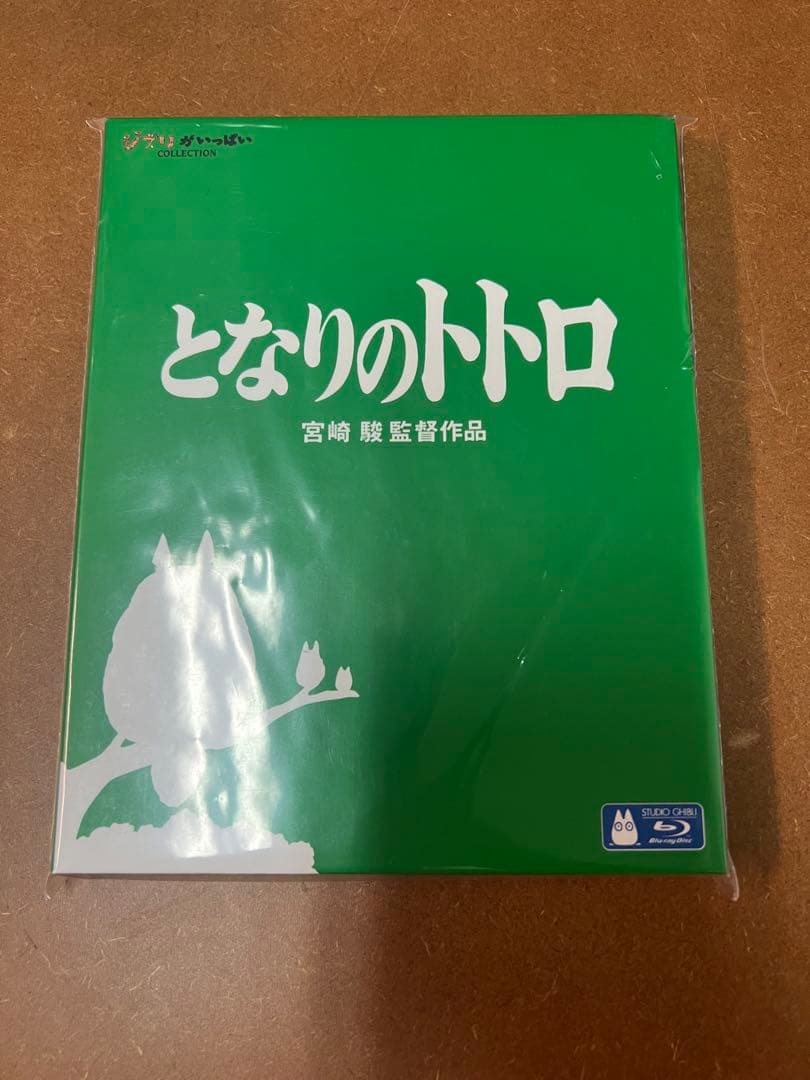 ジブリがいっぱい
COLLECTION
となりのトトロ
宮崎 駿 監督作品
STUDIO GHIBLI
Blu-ray Disc